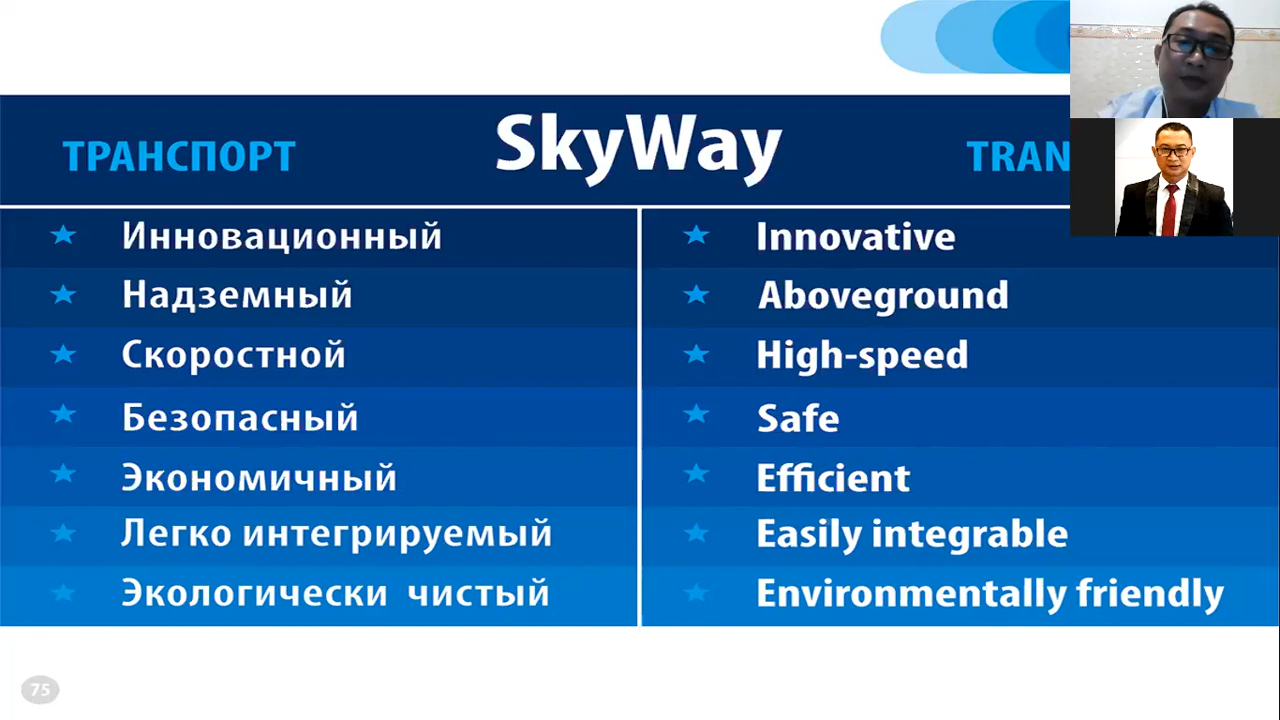 ТРАНСПОРТ SkyWay TRAN
Инновационный
Надземный
Скоростной
Безопасный
Экономичный
Легко интегрируемый
Экологически чистый
Innovative
Aboveground
High-speed
Safe
Efficient
Easily integrable
Environmentally friendly
75